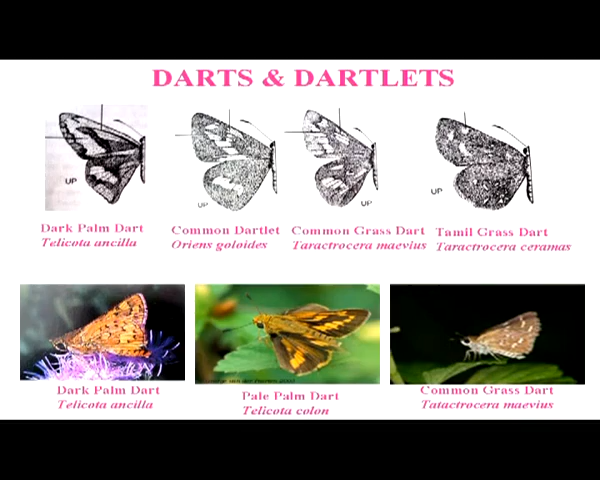 DARTS & DARTLETS
UP
UP
UP
UP
Dark Palm Dart
Telicota ancilla
Common Dartlet
Oriens goloides
Common Grass Dart
Taractrocera maevius
Tamil Grass Dart
Taractrocera ceramas
Dark Palm Dart
Telicota ancilla
Pale Palm Dart
Telicota colon
Common Grass Dart
Tatactrocera maevius